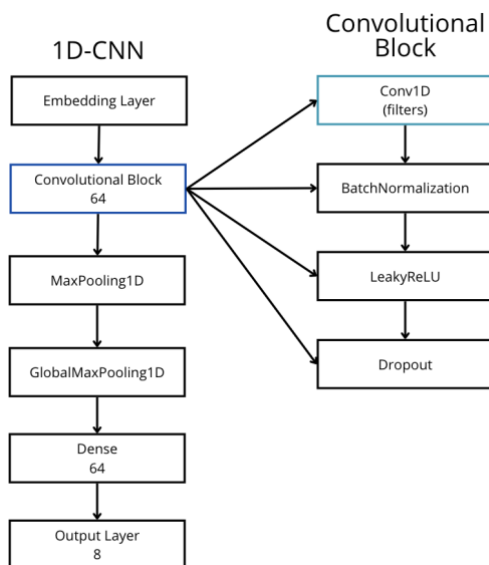 1D-CNN
Embedding Layer
Convolutional Block
64
MaxPooling1D
GlobalMaxPooling1D
Dense
64
Output Layer
8
Convolutional
Block
Conv1D
(filters)
BatchNormalization
LeakyReLU
Dropout